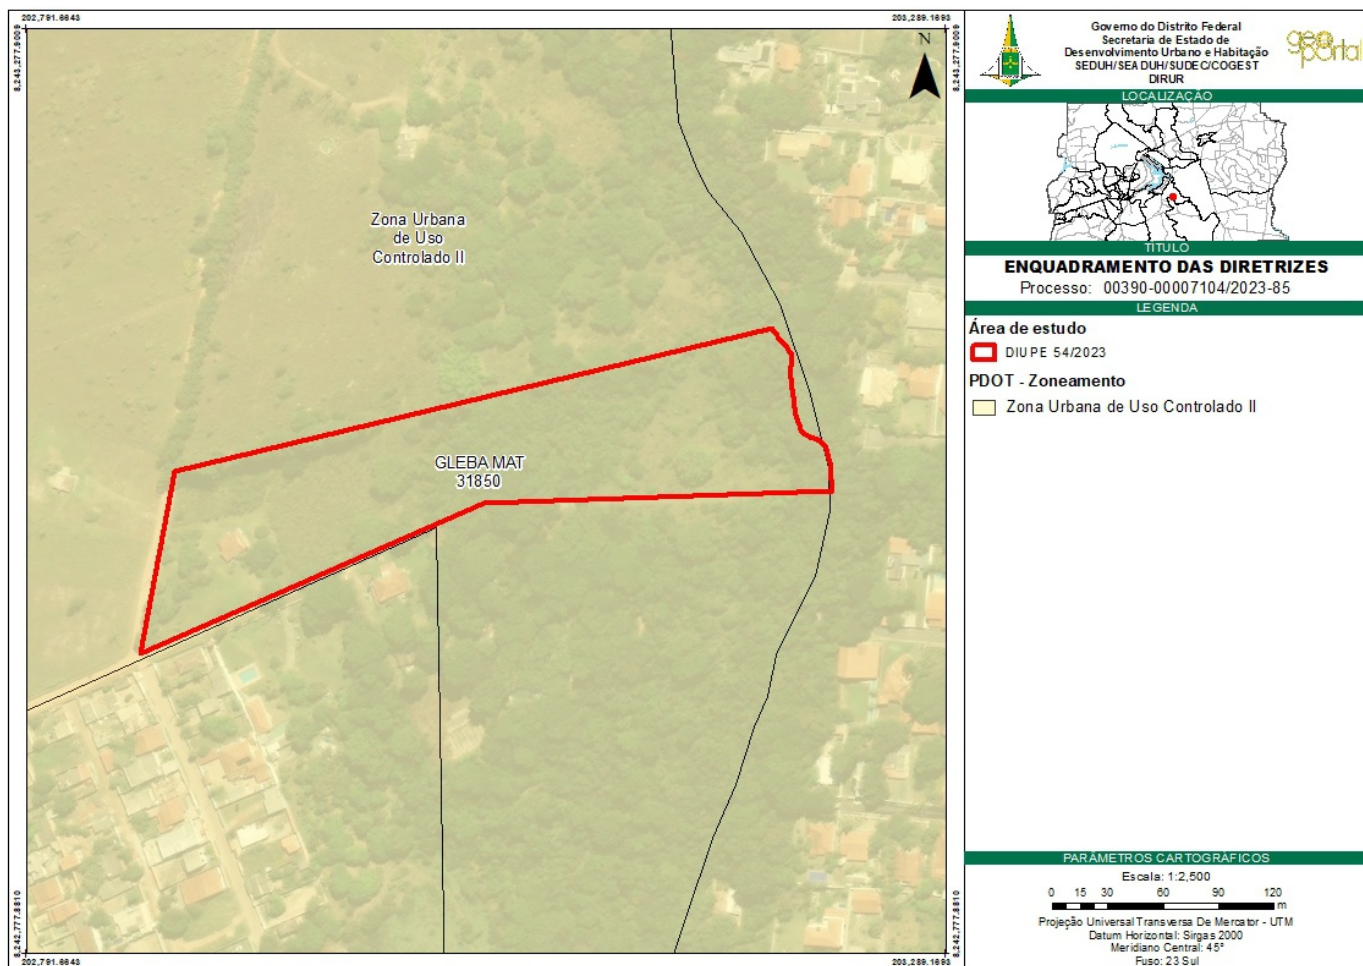 202,791.6643
203,289.1693
8,243,277.9009
8,243,277.9009
N
Zona Urbana
de Uso
Controlado II
GLEBA MAT
31850
8,242,777.8810
8,242,777.8810
202,791.6643
203,289.1693
Governo do Distrito Federal
Secretaria de Estado de
Desenvolvimento Urbano e Habitação
SEDUH/SEADUH/SUDEC/COGEST
DIRUR
geo
portal
LOCALIZAÇÃO
TÍTULO
ENQUADRAMENTO DAS DIRETRIZES
Processo: 00390-00007104/2023-85
LEGENDA
Área de estudo
DIUPE 54/2023
PDOT - Zoneamento
Zona Urbana de Uso Controlado II
PARÂMETROS CARTOGRÁFICOS
Escala: 1:2,500
0 15 30 60 90 120
m
Projeção Universal Transversa De Mercator - UTM
Datum Horizontal: Sirgas 2000
Meridiano Central: 45°
Fuso: 23 Sul